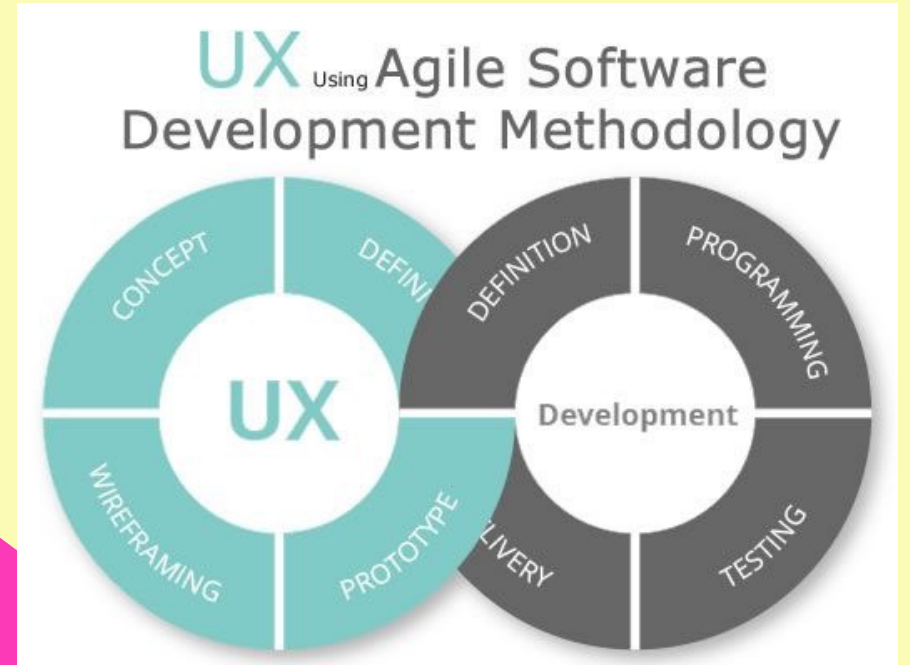 UX Using Agile Software
Development Methodology
CONCEPT
DEFINI
DEFINITION
PROGRAMMING
UX
Development
WIREFRAMING
PROTOTYPE
LIVERY
TESTING